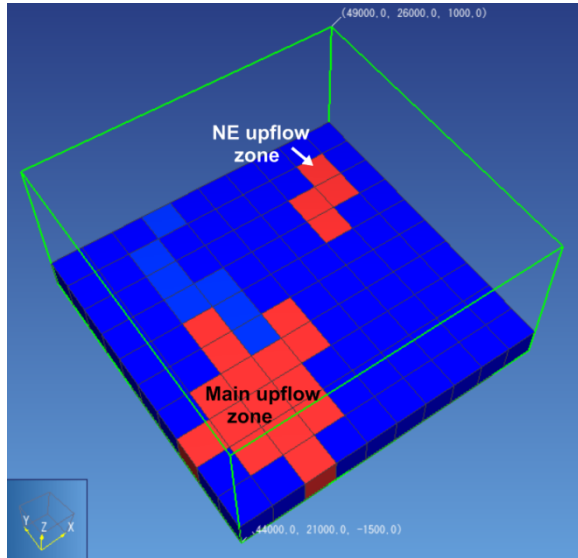 (49000.0, 26000.0, 1000.0)
NE upflow
zone
Main upflow
zone
44000.0, 21000.0, -1500.0)
Y
Z
X